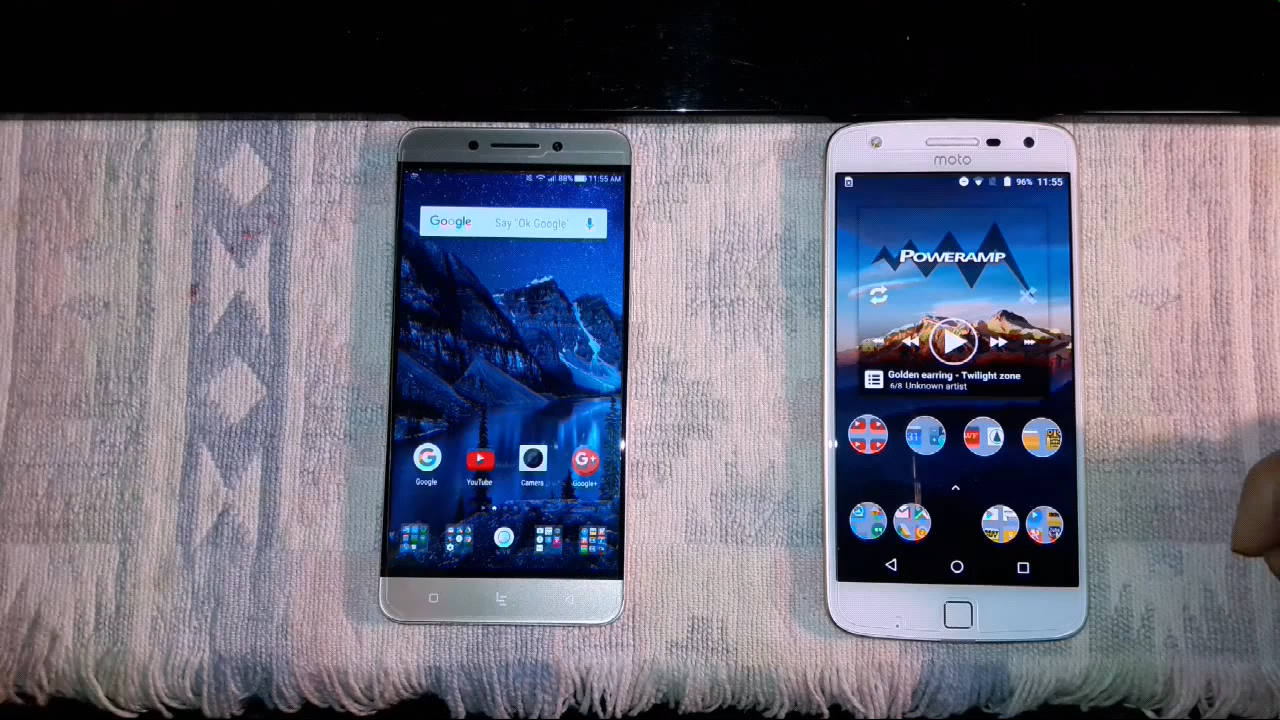 88% 11:55 AM
Google Say "Ok Google"
Google YouTube Camera Google+
moto
96% 11:55
POWERAMP
Golden earring - Twilight zone
6/8 Unknown artist
31